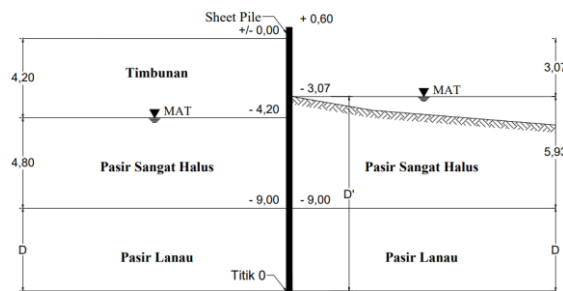 Sheet Pile
+ 0,60
+/- 0,00
4,20
Timbunan
3,07
- 3,07
MAT
MAT
- 4,20
4,80
Pasir Sangat Halus
Pasir Sangat Halus
5,93
D'
- 9,00
- 9,00
D
Pasir Lanau
Pasir Lanau
D
Titik 0